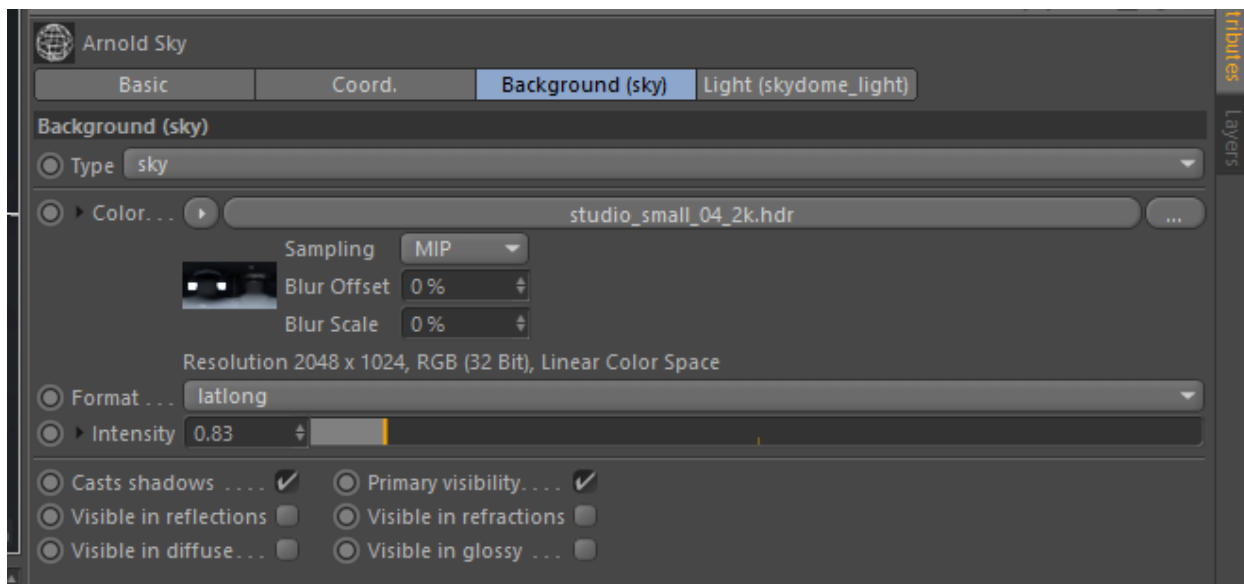 Arnold Sky
Basic Coord. Background (sky) Light (skydome_light)
Background (sky)
Type sky
Color. . . studio_small_04_2k.hdr ...
Sampling MIP
Blur Offset 0 %
Blur Scale 0 %
Resolution 2048 x 1024, RGB (32 Bit), Linear Color Space
Format . . . latlong
Intensity 0.83
Casts shadows . . . . Primary visibility. . . .
Visible in reflections Visible in refractions
Visible in diffuse. . . Visible in glossy . . .
tributes
Layers